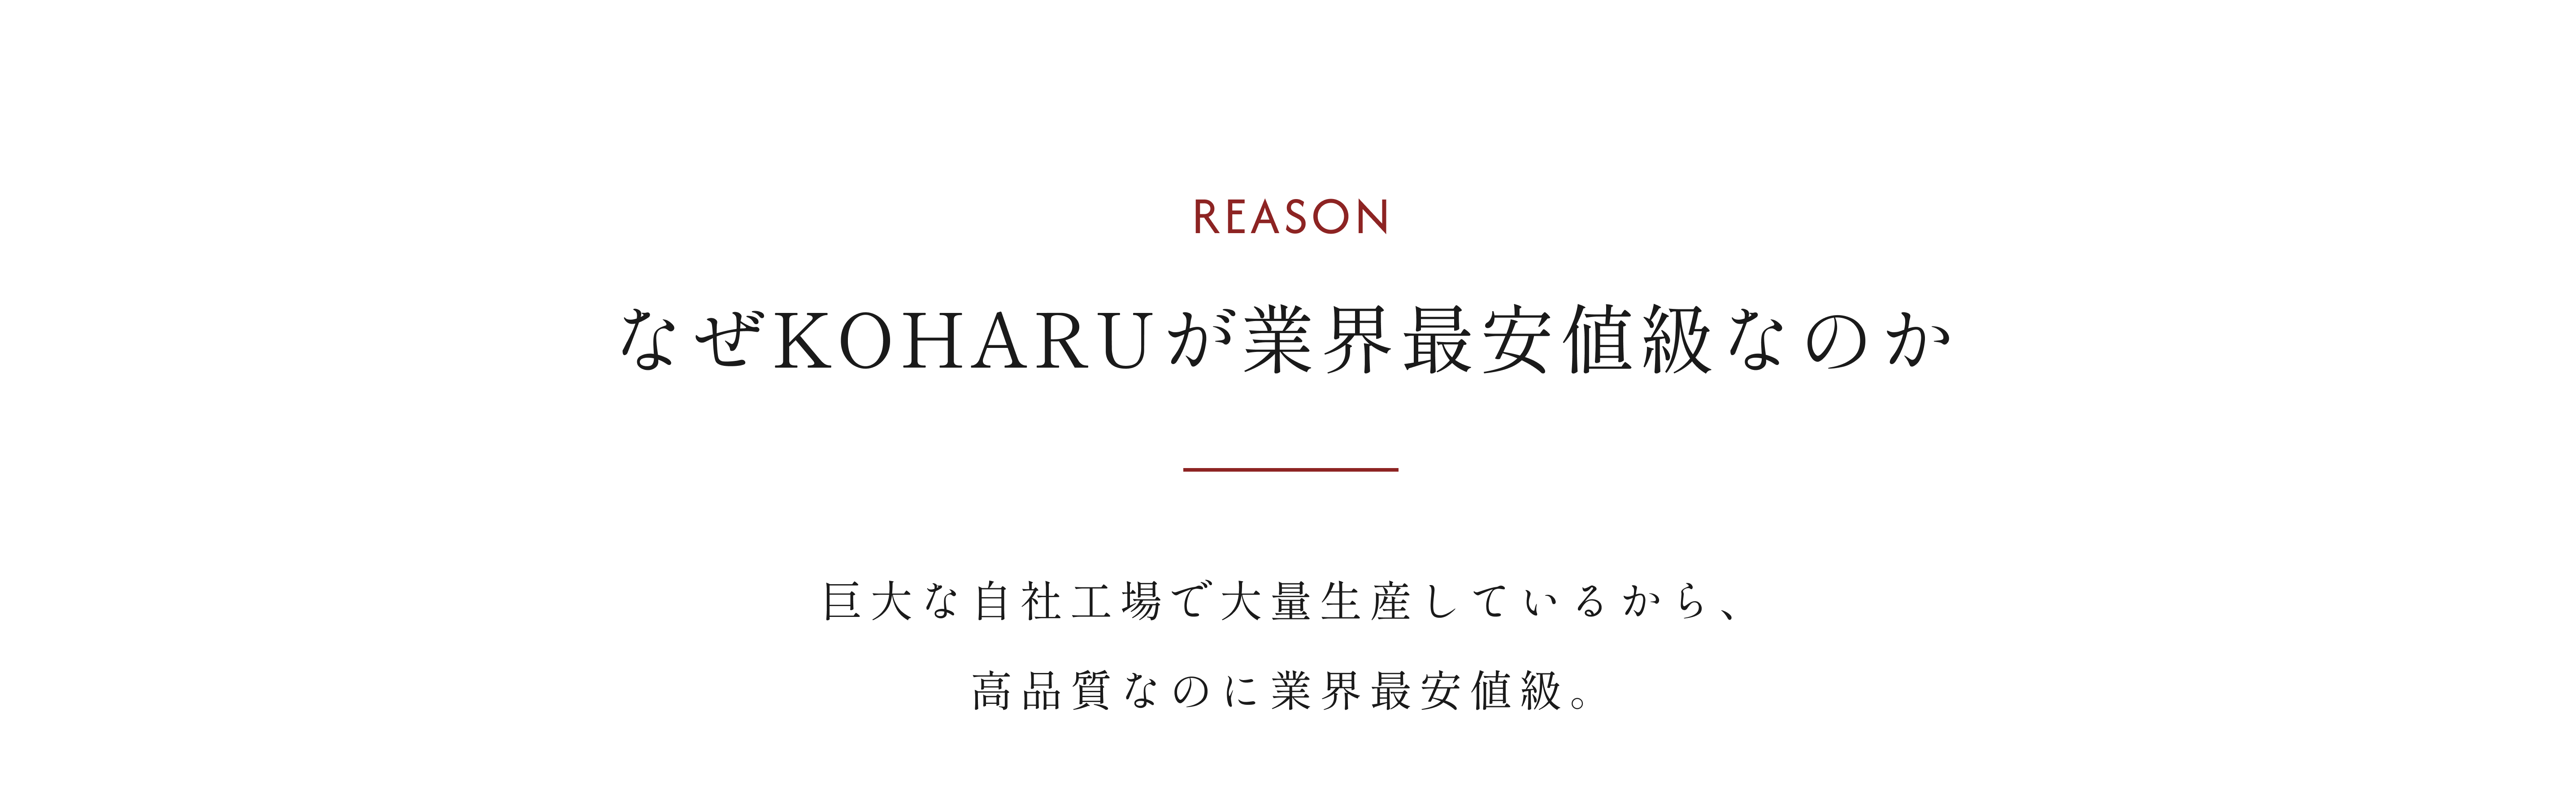 REASON
なぜKOHARUが業界最安値級なのか
巨大な自社工場で大量生産しているから、
高品質なのに業界最安値級。